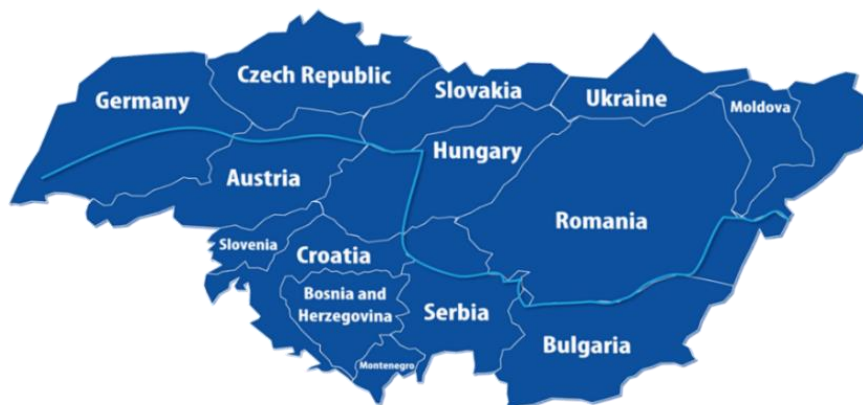 Czech Republic
Germany
Slovakia
Ukraine
Moldova
Hungary
Austria
Romania
Slovenia
Croatia
Bosnia and
Herzegovina
Serbia
Bulgaria
Montenegro